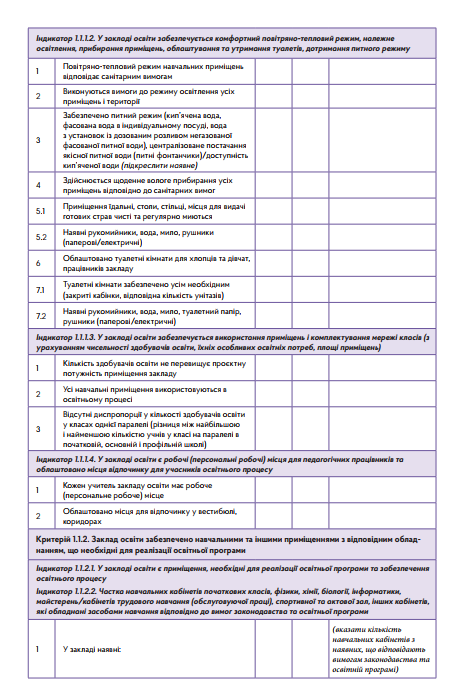 Індикатор 1.1.1.2. У закладі освіти забезпечується комфортний повітряно-тепловий режим, належне
освітлення, прибирання приміщень, облаштування та утримання туалетів, дотримання питного режиму
1
Повітряно-тепловий режим навчальних приміщень
відповідає санітарним вимогам
2
Виконуються вимоги до режиму освітлення усіх
приміщень і території
3
Забезпечено питний режим (кип'ячена вода,
фасована вода в індивідуальному посуді, вода
з установок із дозованим розливом негазованої
фасованої питної води), централізоване постачання
якісної питної води (питні фонтанчики)/доступність
кип'яченої води (підкреслити наявне)
4
Здійснюється щоденне вологе прибирання усіх
приміщень відповідно до санітарних вимог
5.1
Приміщення їдальні, столи, стільці, місця для видачі
готових страв чисті та регулярно миються
5.2
Наявні рукомийники, вода, мило, рушники
(паперові/електричні)
6
Облаштовано туалетні кімнати для хлопців та дівчат,
працівників закладу
7.1
Туалетні кімнати забезпечено усім необхідним
(закриті кабінки, відповідна кількість унітазів)
7.2
Наявні рукомийники, вода, мило, туалетний папір,
рушники (паперові/електричні)
Індикатор 1.1.1.3. У закладі освіти забезпечується використання приміщень і комплектування мережі класів (з
урахуванням чисельності здобувачів освіти, їхніх особливих освітніх потреб, площі приміщень)
1
Кількість здобувачів освіти не перевищує проєктну
потужність приміщення закладу
2
Усі навчальні приміщення використовуються в
освітньому процесі
3
Відсутні диспропорції у кількості здобувачів освіти
у класах однієї паралелі (різниця між найбільшою
і найменшою кількістю учнів у класі на паралелі в
початковій, основній і профільній школі)
Індикатор 1.1.1.4. У закладі освіти є робочі (персональні робочі) місця для педагогічних працівників та
облаштовано місця відпочинку для учасників освітнього процесу
1
Кожен учитель закладу освіти має робоче
(персональне робоче) місце
2
Облаштовано місця для відпочинку у вестибюлі,
коридорах
Критерій 1.1.2. Заклад освіти забезпечено навчальними та іншими приміщеннями з відповідним облад-
нанням, що необхідні для реалізації освітньої програми
Індикатор 1.1.2.1. У закладі освіти є приміщення, необхідні для реалізації освітньої програми та забезпечення
освітнього процесу
Індикатор 1.1.2.2. Частка навчальних кабінетів початкових класів, фізики, хімії, біології, інформатики,
майстерень/кабінетів трудового навчання (обслуговуючої праці), спортивної та актової зал, інших кабінетів,
які обладнані засобами навчання відповідно до вимог законодавства та освітньої програми
1
У закладі наявні:
(вказати кількість
навчальних кабінетів з
наявних, що відповідають
вимогам законодавства та
освітній програмі)